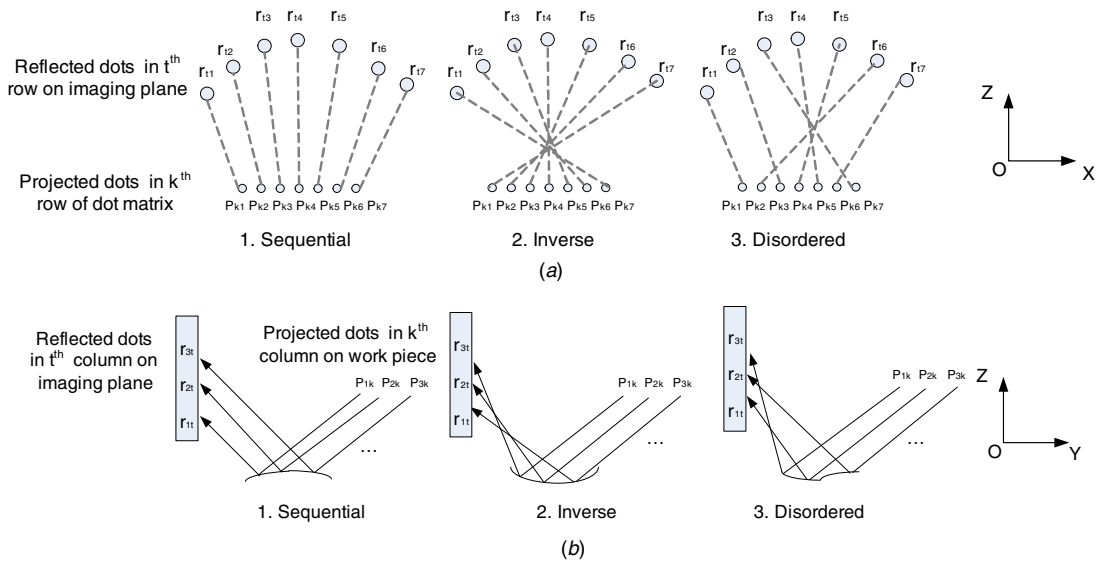 rt3 rt4 rt5 rt2 rt6 rt1 rt7
rt3 rt4 rt5 rt2 rt6 rt1 rt7
rt3 rt4 rt5 rt2 rt6 rt1 rt7
Reflected dots in tth
row on imaging plane
Z
O
X
Projected dots in kth
row of dot matrix
Pk1 Pk2 Pk3 Pk4 Pk5 Pk6 Pk7
Pk1 Pk2 Pk3 Pk4 Pk5 Pk6 Pk7
Pk1 Pk2 Pk3 Pk4 Pk5 Pk6 Pk7
1. Sequential
2. Inverse
3. Disordered
(a)
Reflected dots
in tth column on
imaging plane
Projected dots in kth
column on work piece
r3t
r2t
r1t
P1k P2k P3k
...
r3t
r2t
r1t
P1k P2k P3k
...
r3t
r2t
r1t
P1k P2k P3k
...
Z
O
Y
1. Sequential
2. Inverse
3. Disordered
(b)